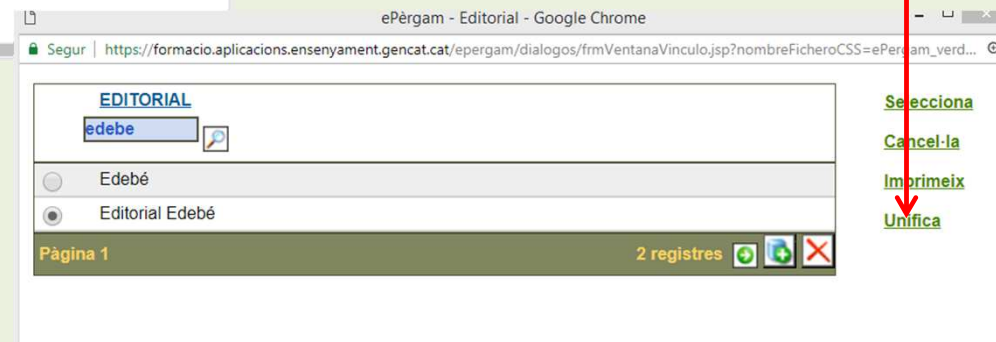 ePèrgam - Editorial - Google Chrome
Segur | https://formacio.aplicacions.ensenyament.gencat.cat/epergam/dialogos/frmVentanaVinculo.jsp?nombreFicheroCSS=ePergam_verd...
EDITORIAL
edebe
Edebé
Editorial Edebé
Pàgina 1
2 registres
Selecciona
Cancel·la
Imprimeix
Unifica